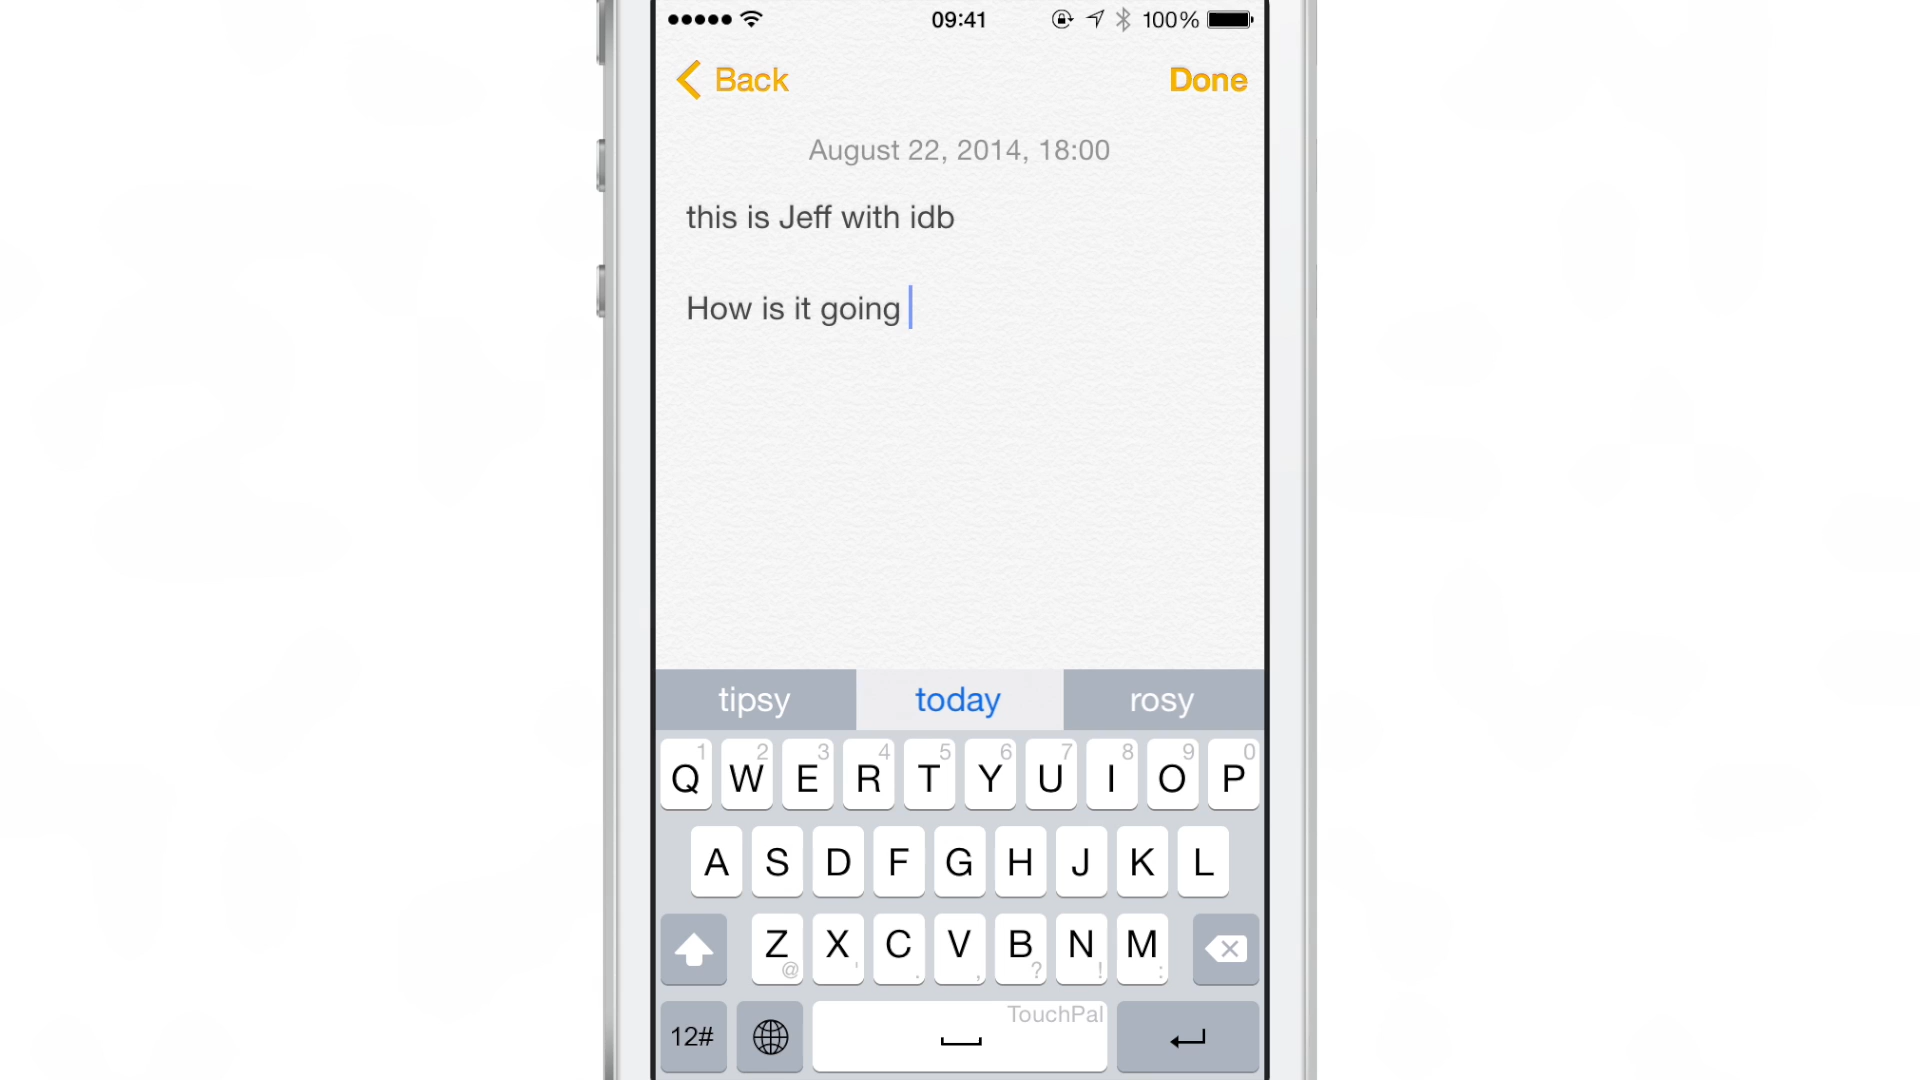 09:41 100%
Back Done
August 22, 2014, 18:00
this is Jeff with idb
How is it going
tipsy today rosy
1 2 3 4 5 6 7 8 9 0
Q W E R T Y U I O P
A S D F G H J K L
Z X C V B N M
@ ' . , ? ! :
TouchPal
12#